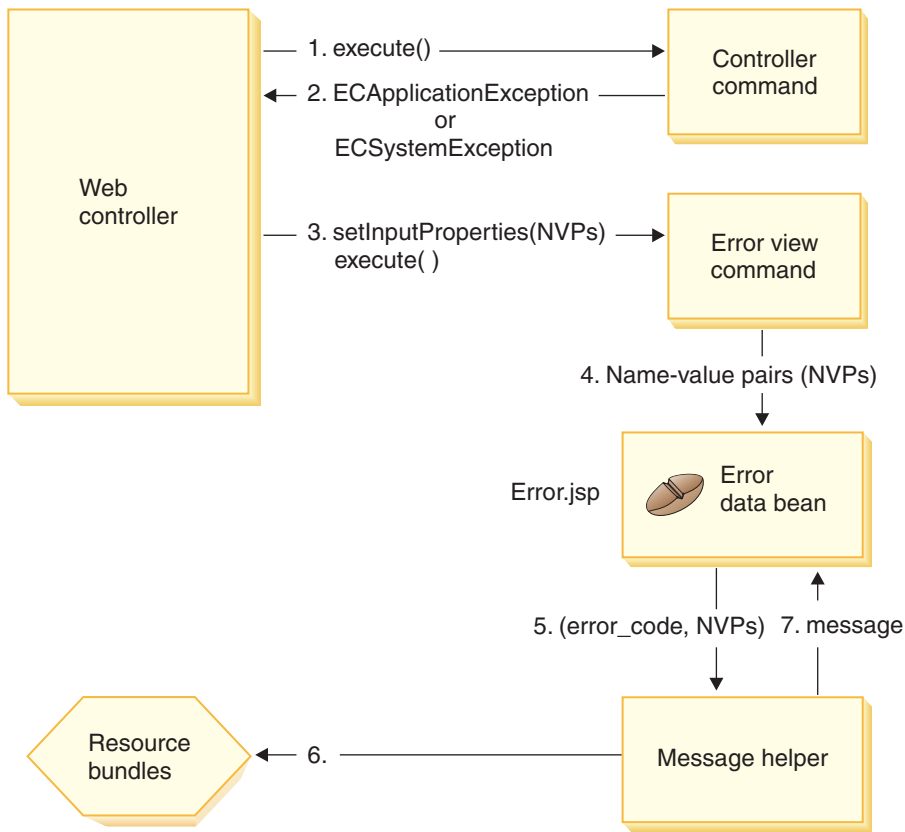 1. execute()
Controller
command
2. ECApplicationException
or
ECSystemException
Web
controller
3. setInputProperties(NVPs)
execute( )
Error view
command
4. Name-value pairs (NVPs)
Error.jsp
Error
data bean
5. (error_code, NVPs)
7. message
Resource
bundles
6.
Message helper